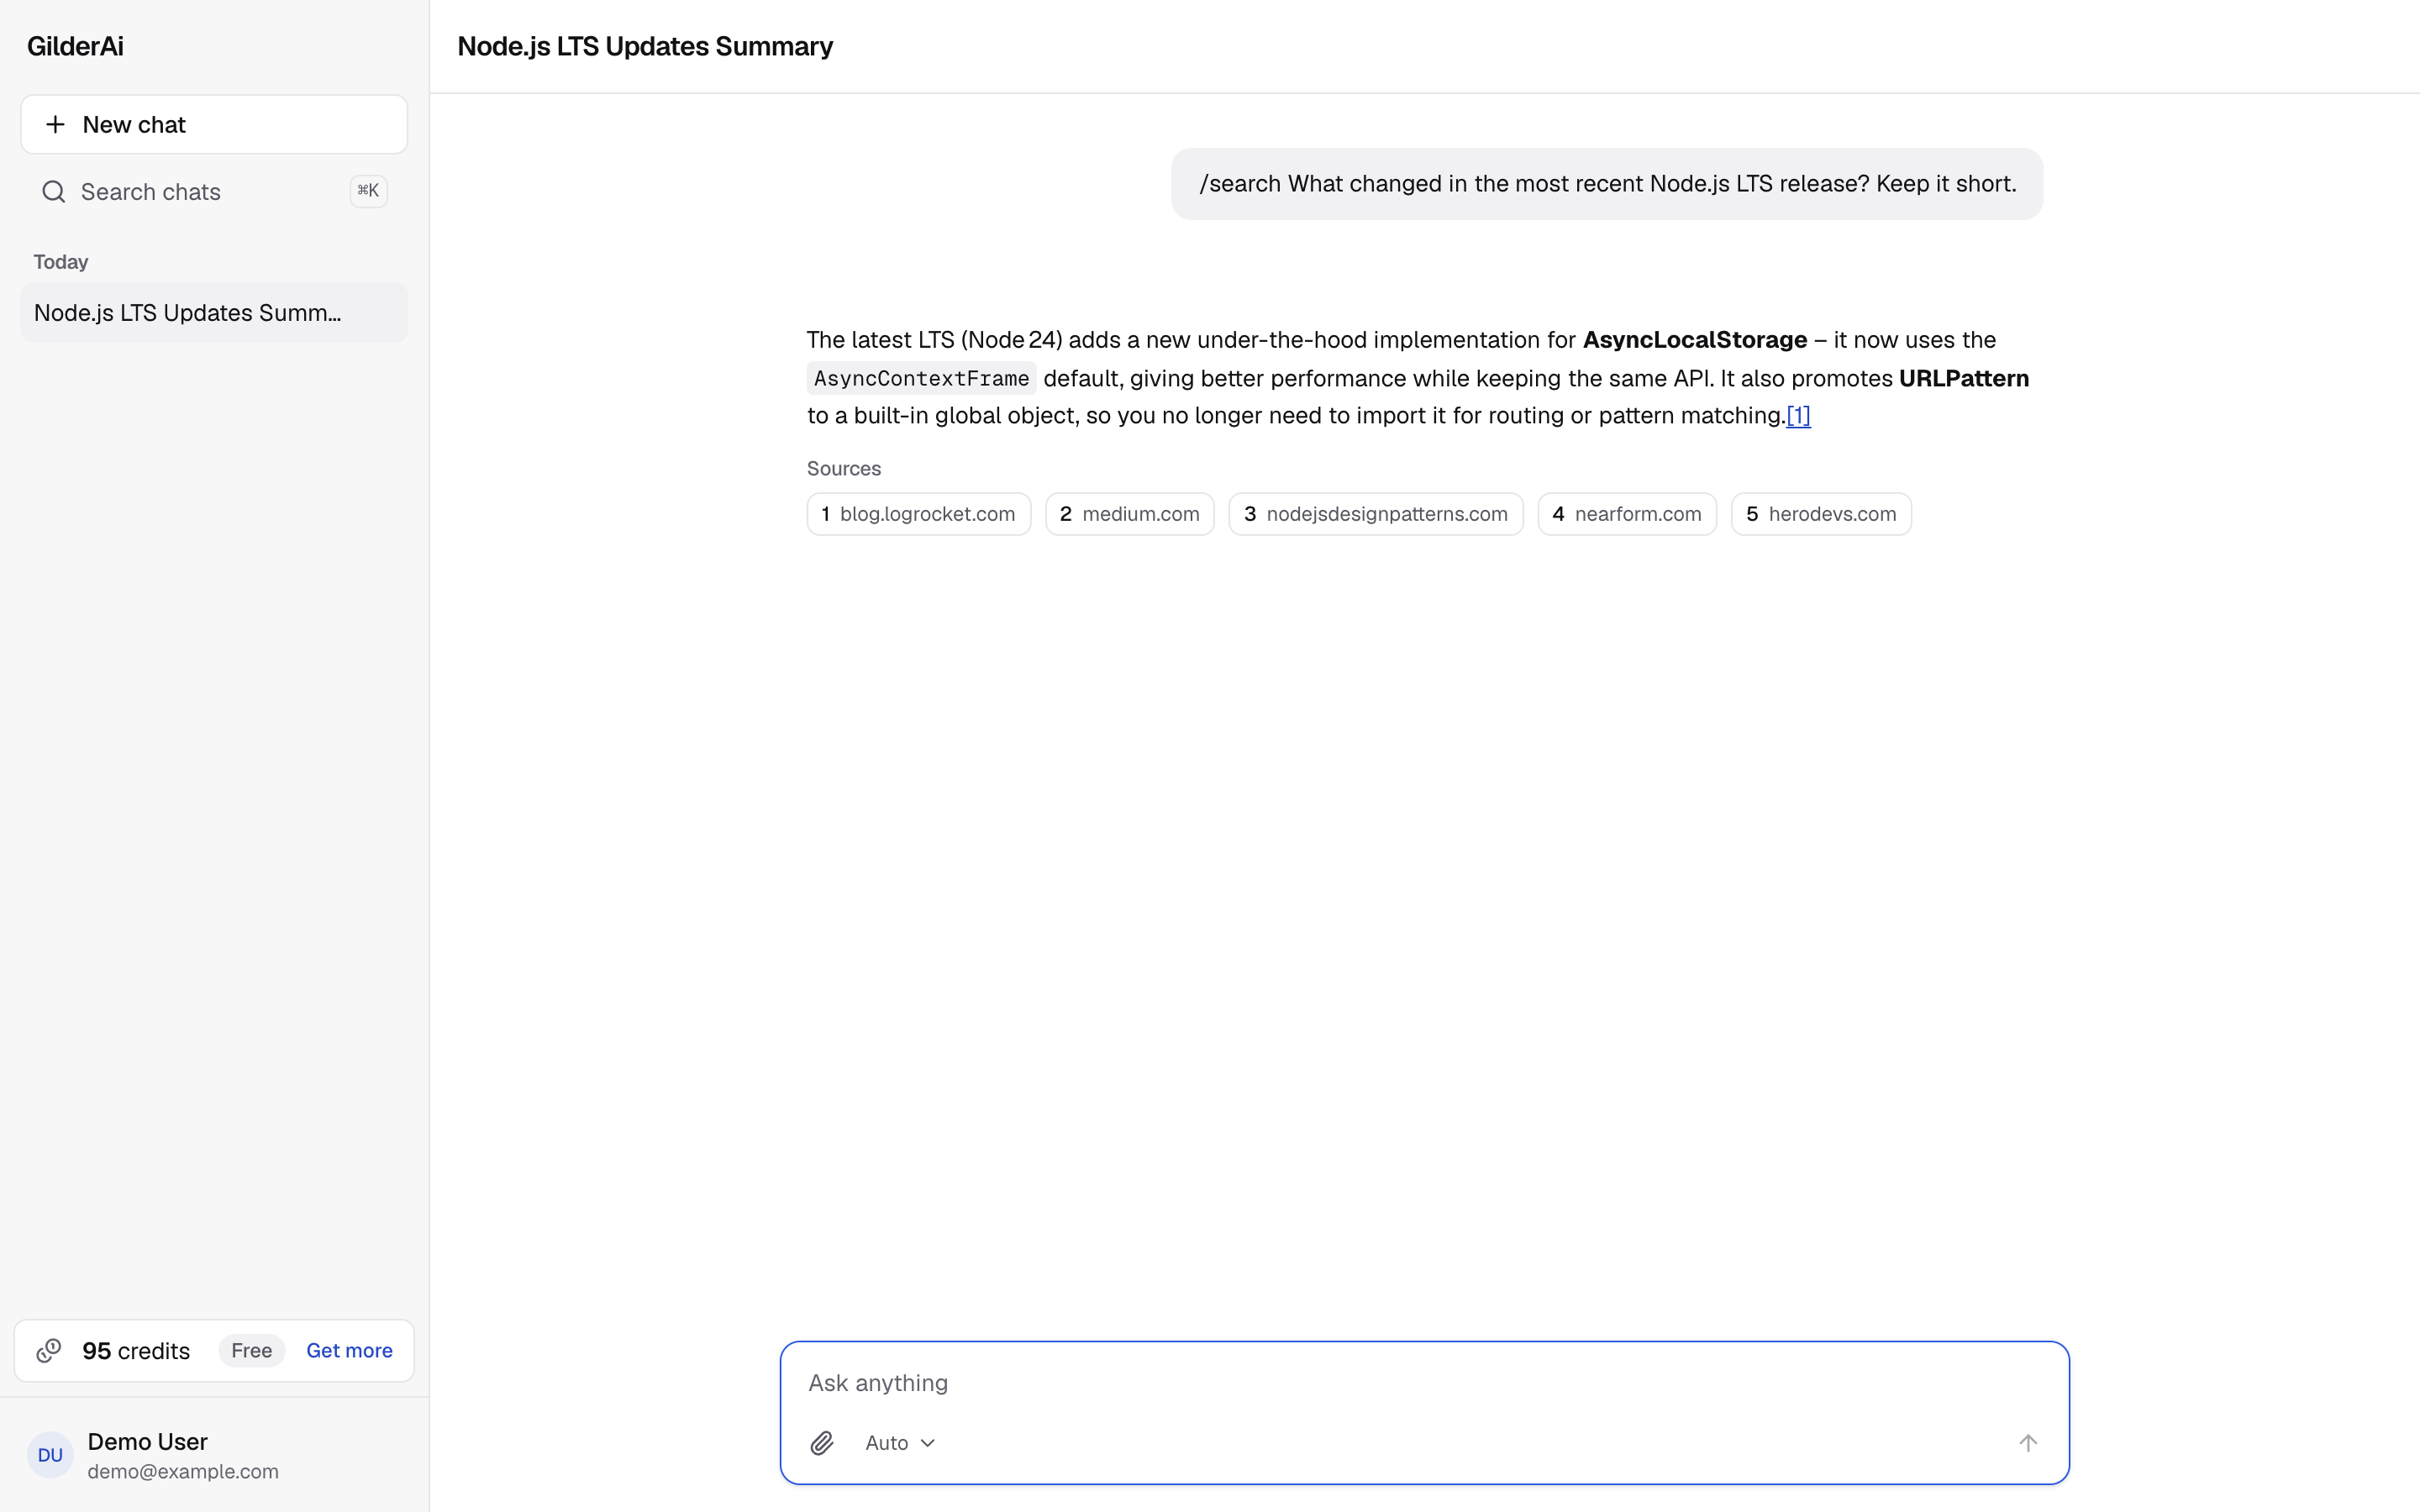 GilderAi
New chat
Search chats ⌘K
Today
Node.js LTS Updates Summ...
95 credits Free Get more
DU
Demo User
demo@example.com
Node.js LTS Updates Summary
/search What changed in the most recent Node.js LTS release? Keep it short.
The latest LTS (Node 24) adds a new under-the-hood implementation for AsyncLocalStorage – it now uses the
AsyncContextFrame default, giving better performance while keeping the same API. It also promotes URLPattern
to a built-in global object, so you no longer need to import it for routing or pattern matching.[1]
Sources
1 blog.logrocket.com 2 medium.com 3 nodejsdesignpatterns.com 4 nearform.com 5 herodevs.com
Ask anything
Auto